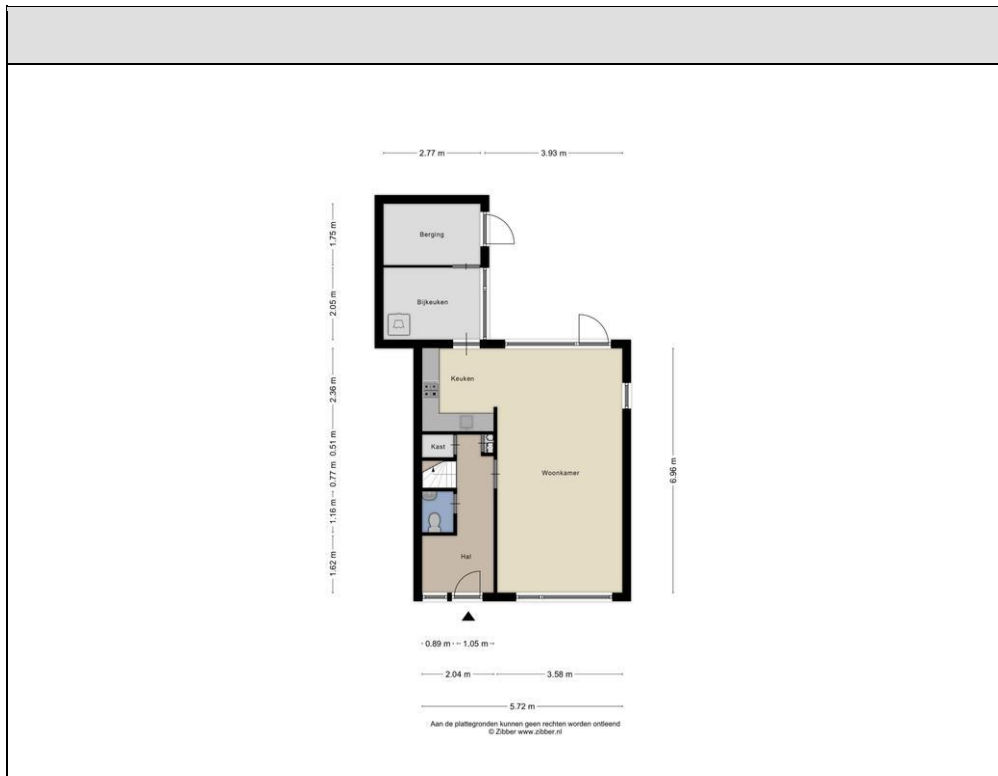 2.77 m 3.93 m
1.75 m
Berging
2.05 m
Bijkeuken
2.36 m
Keuken
0.51 m
Kast
0.77 m
Woonkamer
6.96 m
1.16 m
1.62 m
Hal
0.89 m 1.05 m
2.04 m 3.58 m
5.72 m
Aan de plattegronden kunnen geen rechten worden ontleend
© Zibber www.zibber.nl